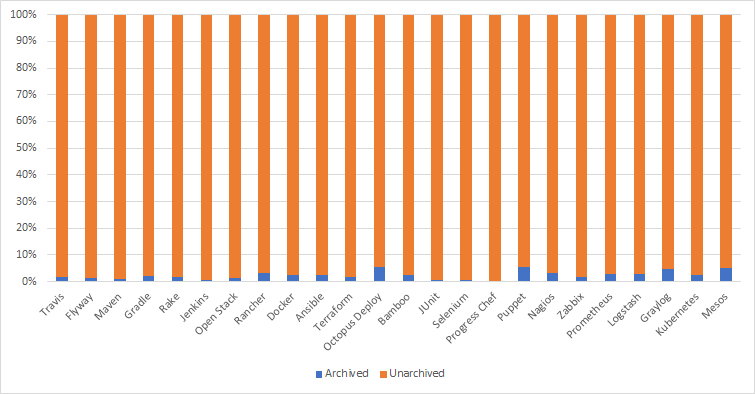 100%
90%
80%
70%
60%
50%
40%
30%
20%
10%
0%
Travis
Flyway
Maven
Gradle
Rake
Jenkins
Open Stack
Rancher
Docker
Ansible
Terraform
Octopus Deploy
Bamboo
JUnit
Selenium
Progress Chef
Puppet
Nagios
Zabbix
Prometheus
Logstash
Graylog
Kubernetes
Mesos
Archived Unarchived